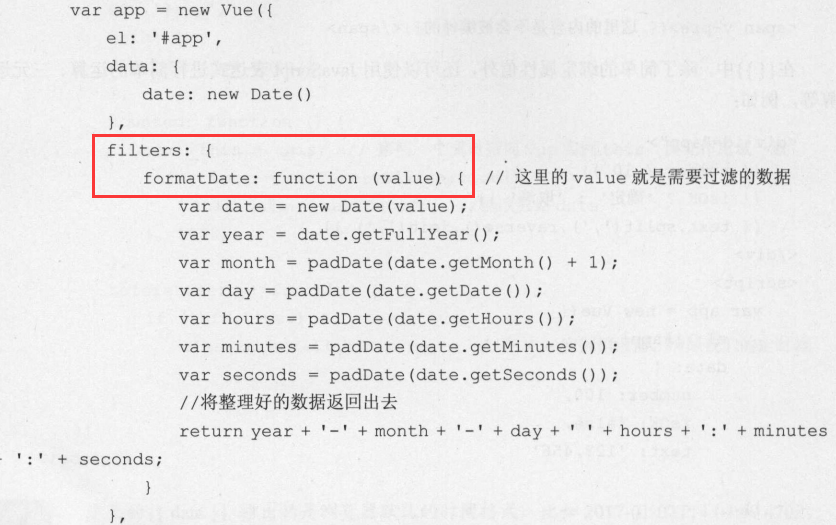 var app = new Vue({
el: '#app',
data: {
date: new Date()
},
filters: {
formatDate: function (value) { // 这里的 value 就是需要过滤的数据
var date = new Date(value);
var year = date.getFullYear();
var month = padDate(date.getMonth() + 1);
var day = padDate(date.getDate());
var hours = padDate(date.getHours());
var minutes = padDate(date.getMinutes());
var seconds = padDate(date.getSeconds());
//将整理好的数据返回出去
return year + '-' + month + '-' + day + ' ' + hours + ':' + minutes
+ ':' + seconds;
}
},